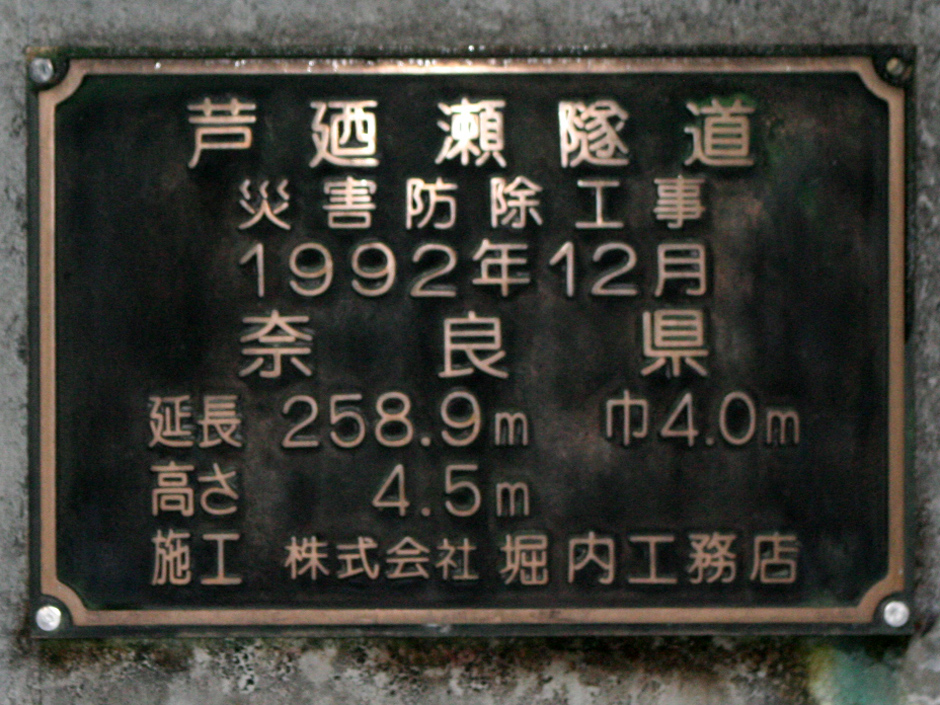 芦廼瀬隧道
災害防除工事
1992年12月
奈良県
延長 258.9m 巾4.0m
高さ 4.5m
施工 株式会社 堀内工務店